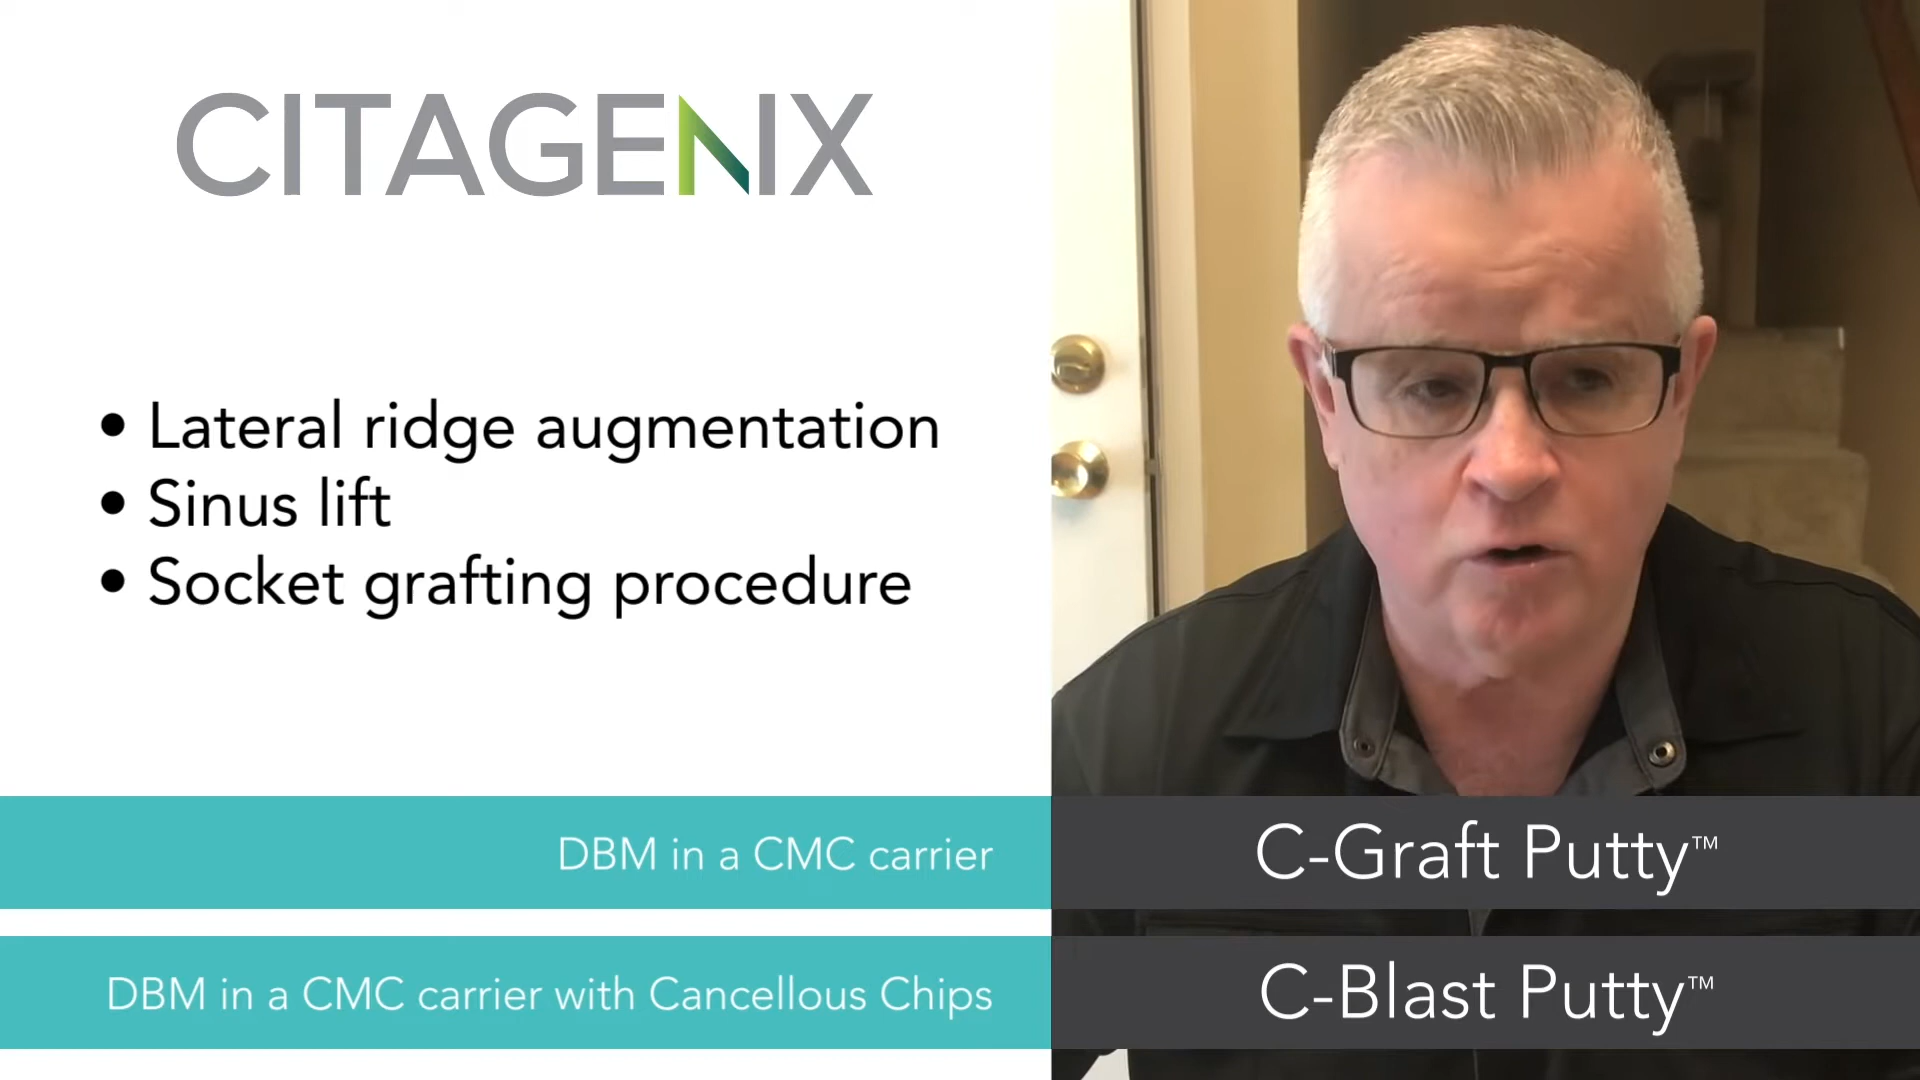 CITAGENIX
• Lateral ridge augmentation
• Sinus lift
• Socket grafting procedure
DBM in a CMC carrier
C-Graft Putty™
DBM in a CMC carrier with Cancellous Chips
C-Blast Putty™